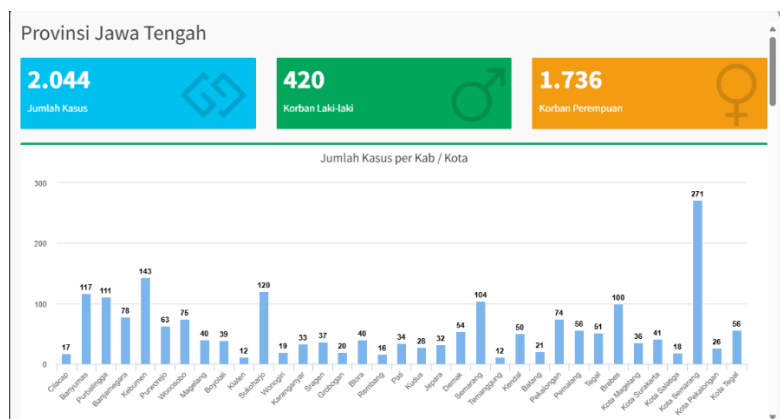 Provinsi Jawa Tengah
2.044
Jumlah Kasus
420
Korban Laki-laki
1.736
Korban Perempuan
Jumlah Kasus per Kab / Kota
300
200
100
0
17
117
111
78
143
63
75
40
39
12
120
19
33
37
20
40
16
34
28
32
54
104
12
50
21
74
56
51
100
36
41
18
271
26
56
Cilacap
Banyumas
Purbalingga
Banjarnegara
Kebumen
Purworejo
Wonosobo
Magelang
Boyolali
Klaten
Sukoharjo
Wonogiri
Karanganyar
Sragen
Grobogan
Blora
Rembang
Pati
Kudus
Jepara
Demak
Semarang
Temanggung
Kendal
Batang
Pekalongan
Pemalang
Tegal
Brebes
Kota Magelang
Kota Surakarta
Kota Salatiga
Kota Semarang
Kota Pekalongan
Kota Tegal